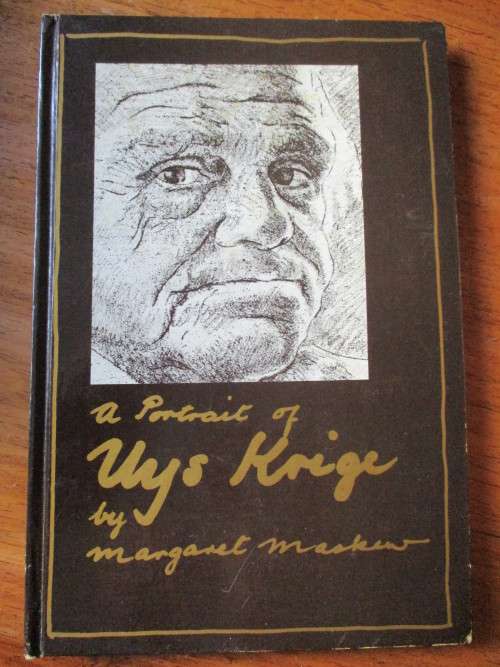 A Portrait of
Uys Krige
by
Margaret Maskew